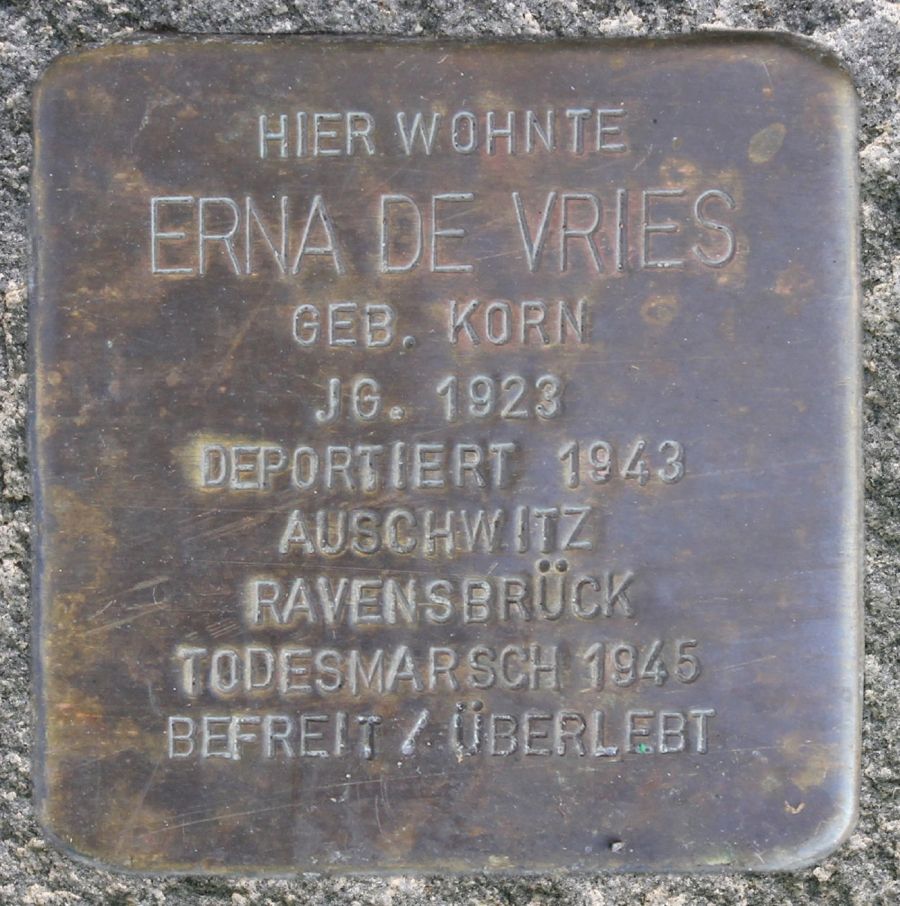 HIER WOHNTE
ERNA DE VRIES
GEB. KORN
JG. 1923
DEPORTIERT 1943
AUSCHWITZ
RAVENSBRÜCK
TODESMARSCH 1945
BEFREIT / ÜBERLEBT